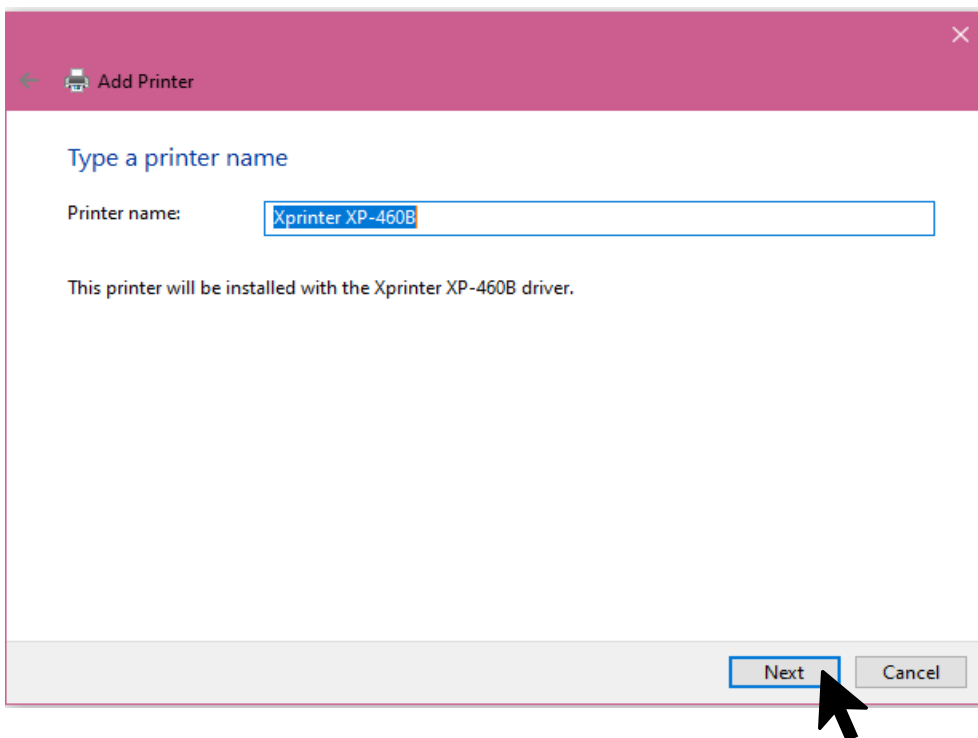 Add Printer
Type a printer name
Printer name: Xprinter XP-460B
This printer will be installed with the Xprinter XP-460B driver.
Next Cancel